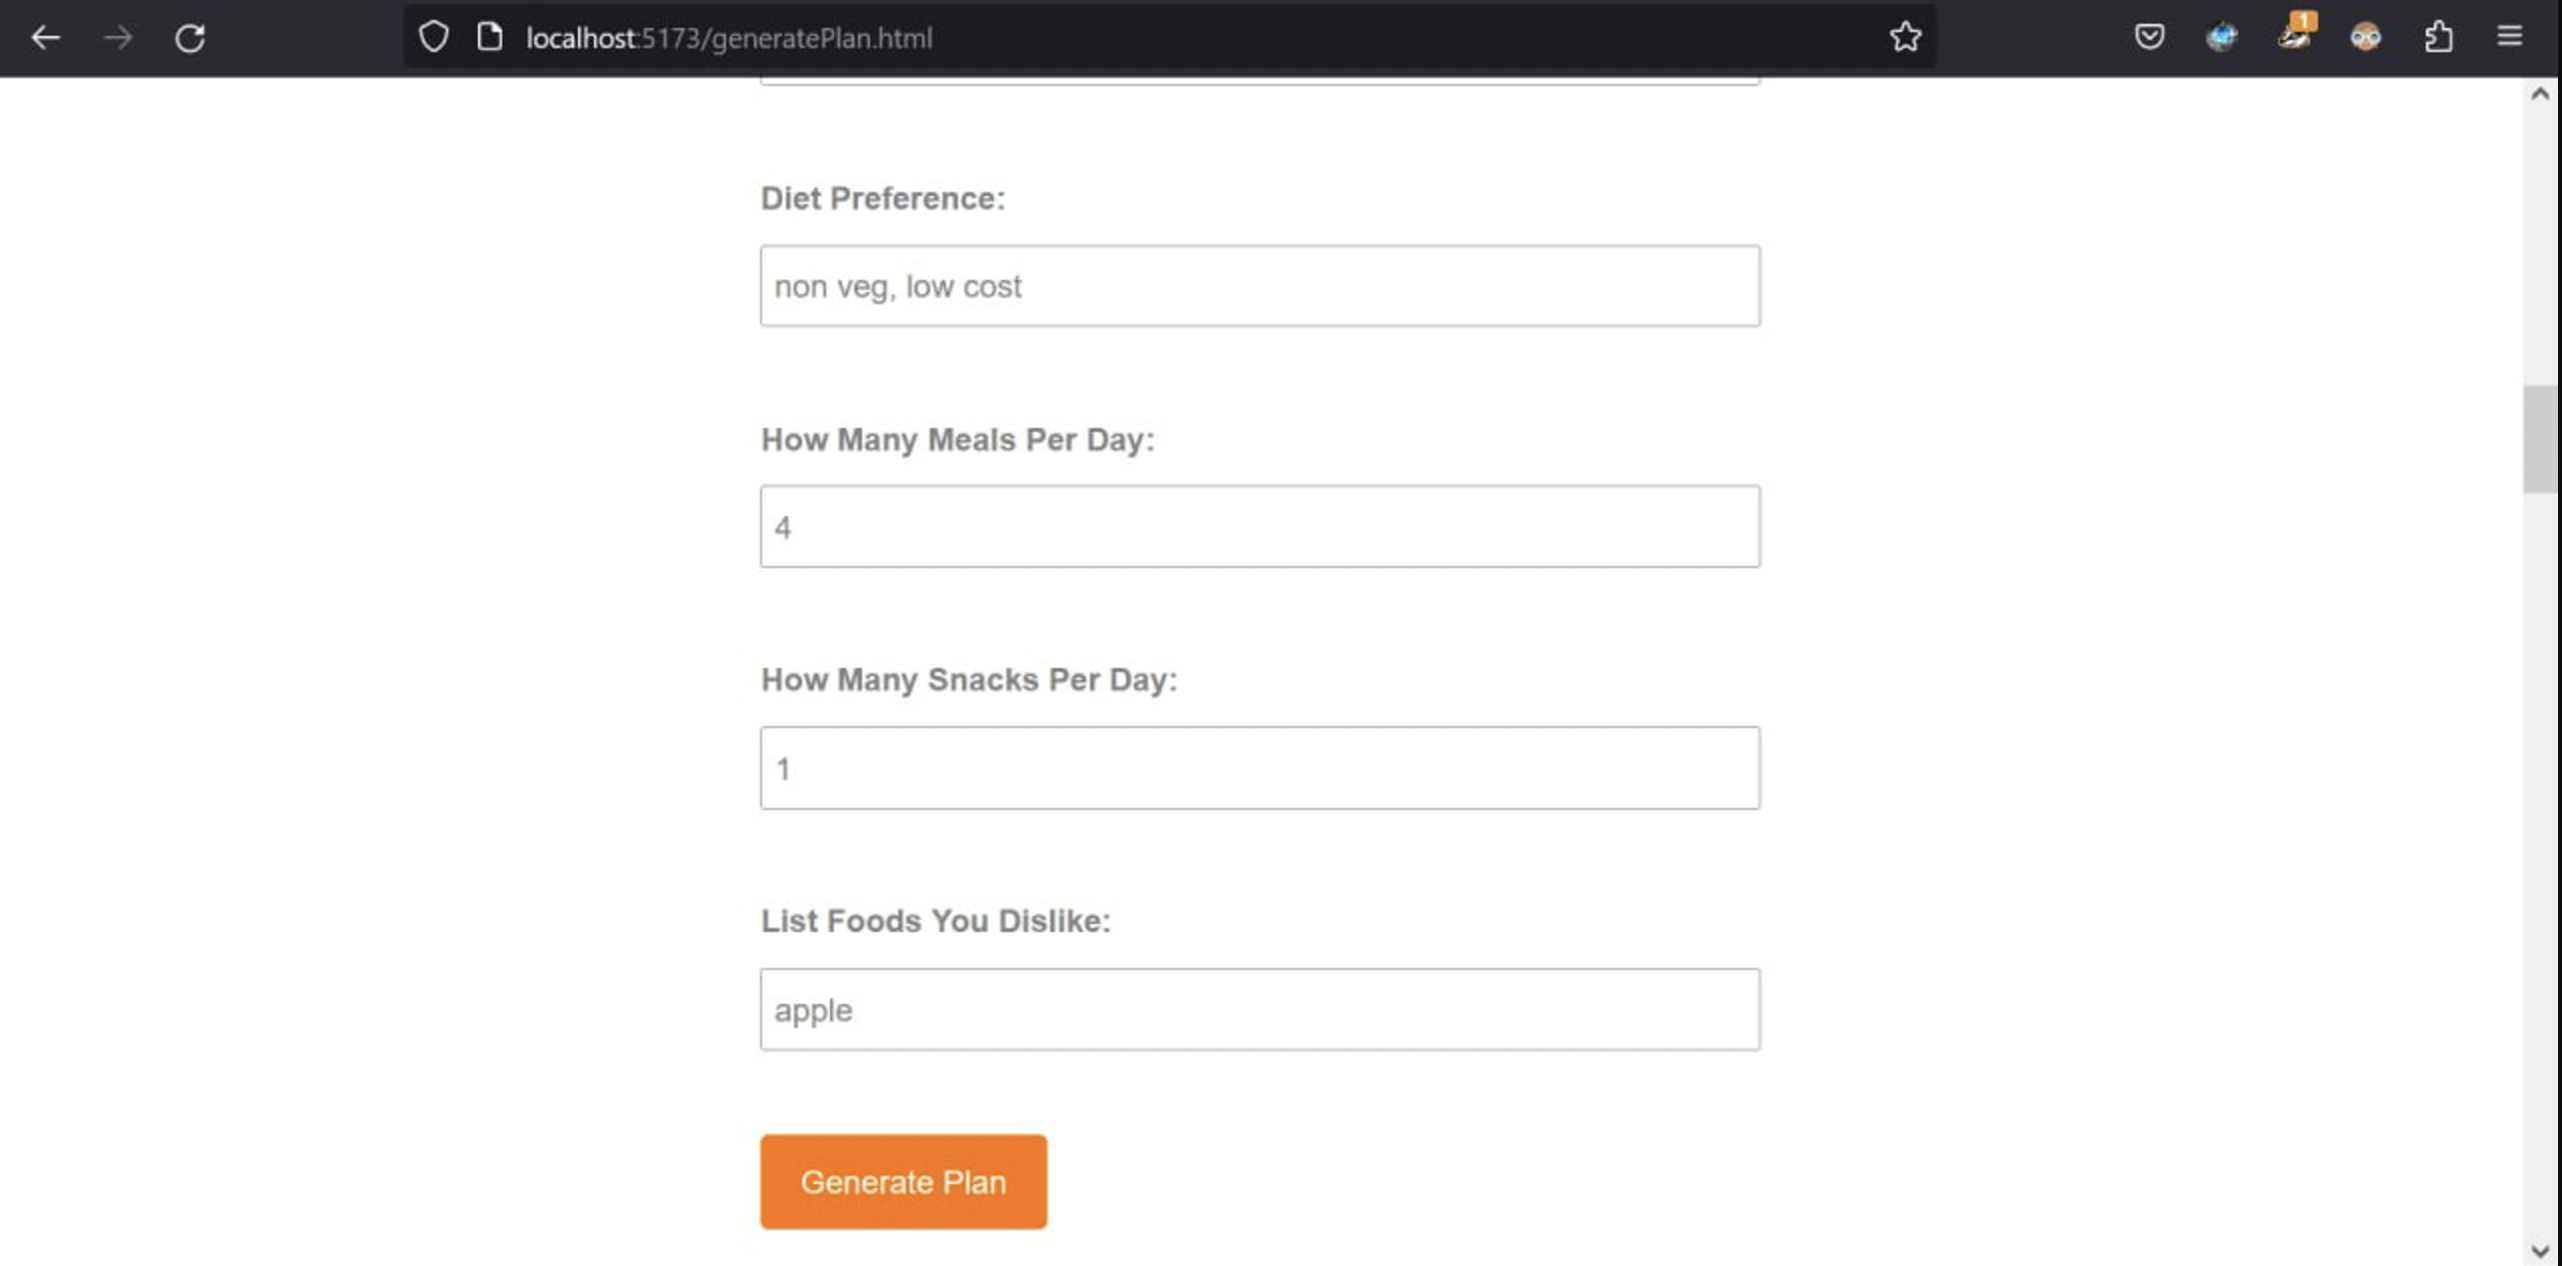 localhost:5173/generatePlan.html
1
Diet Preference:
non veg, low cost
How Many Meals Per Day:
4
How Many Snacks Per Day:
1
List Foods You Dislike:
apple
Generate Plan